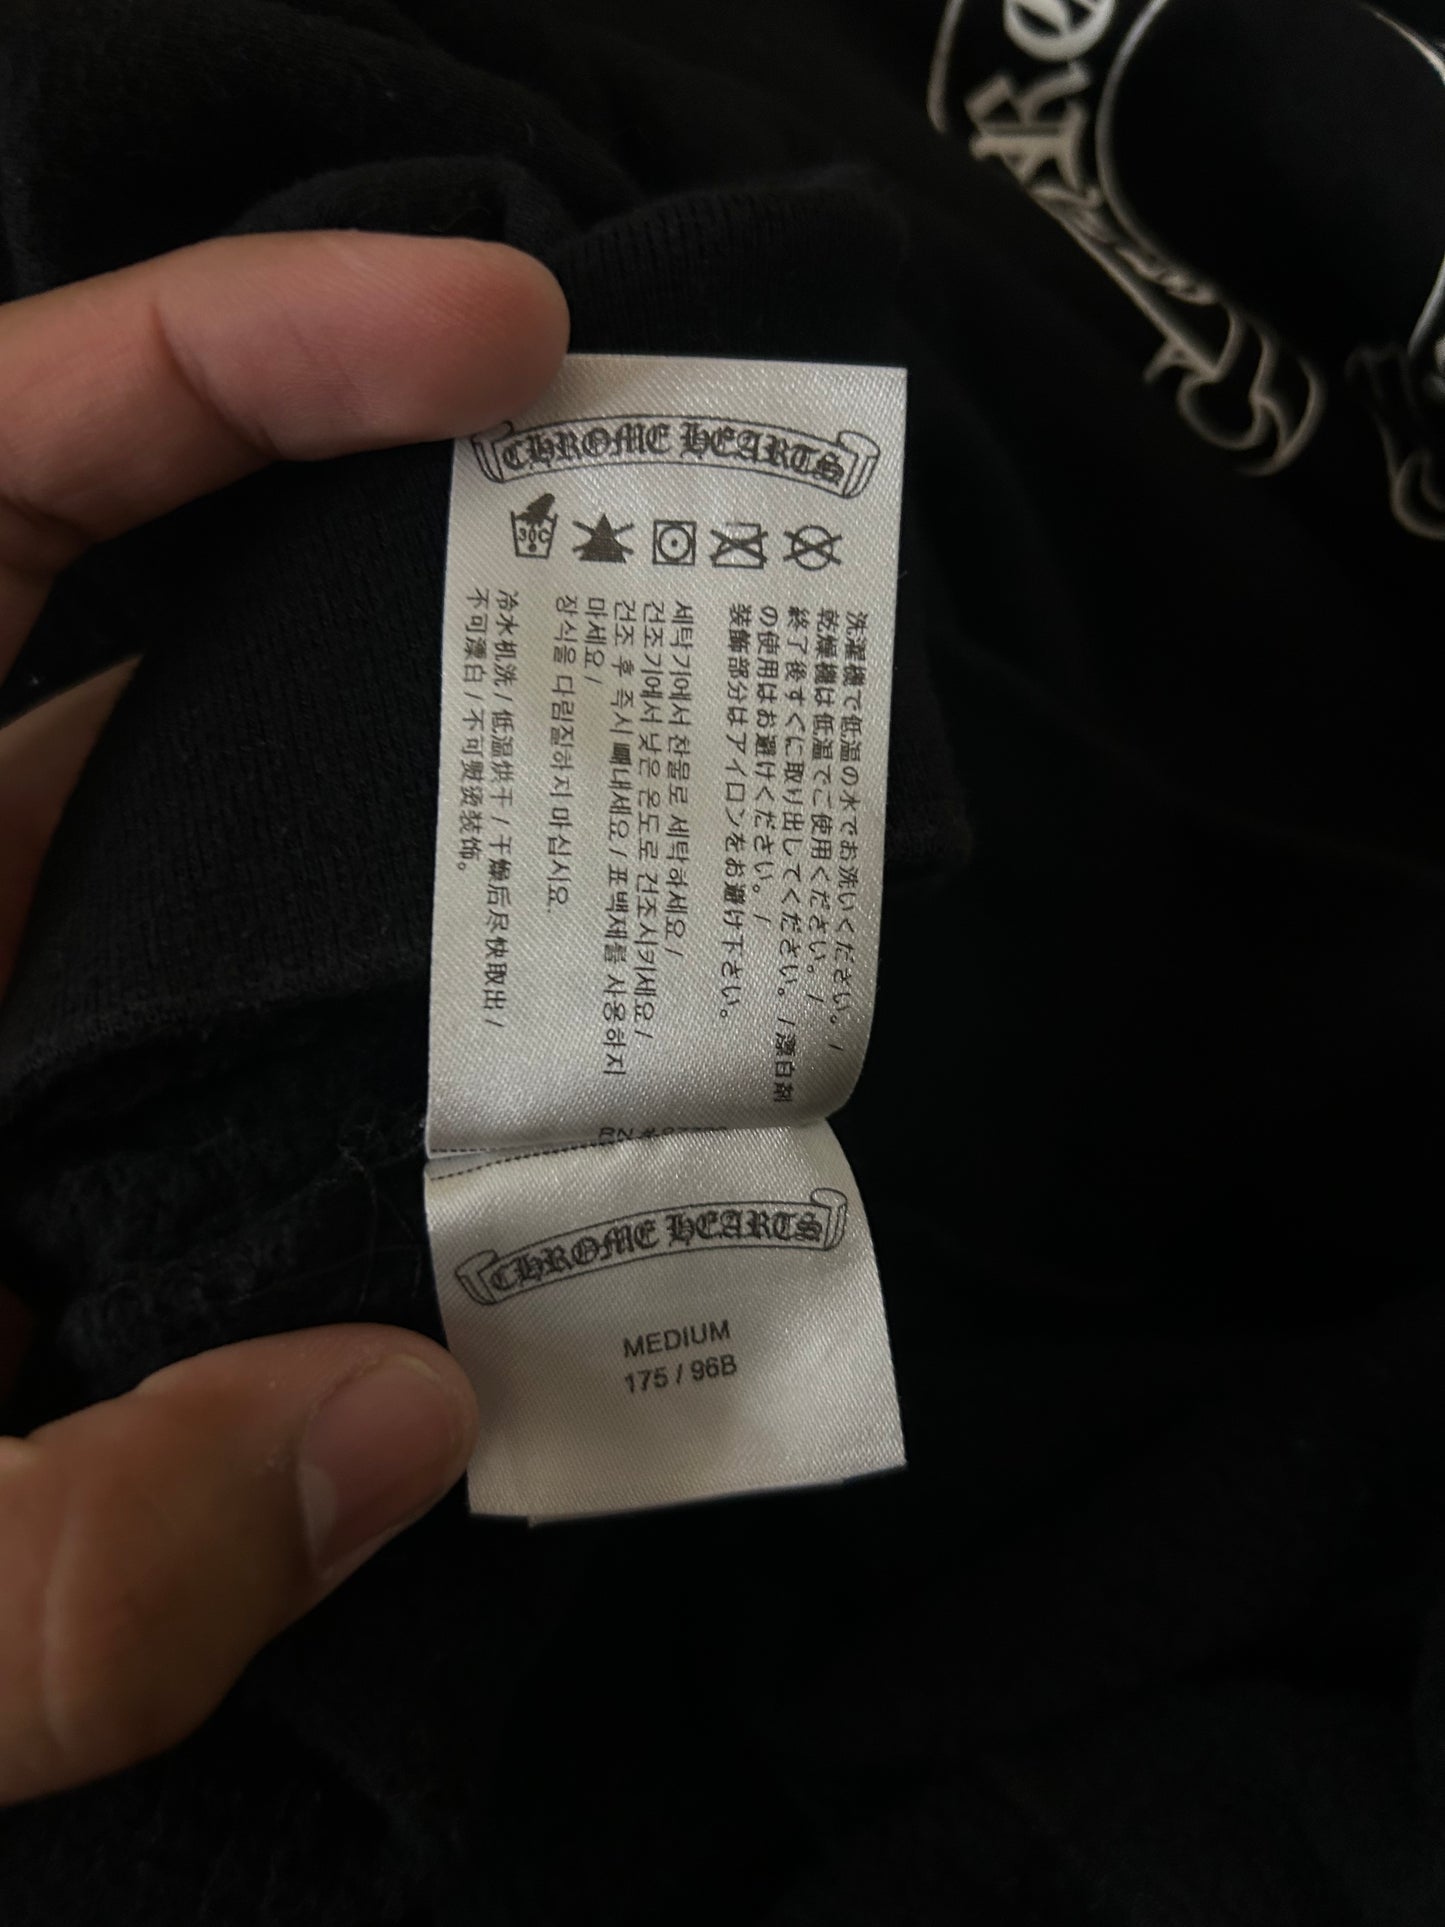 CHROME HEARTS
30C
洗濯機で低温の水でお洗いください。/
乾燥機は低温でご使用ください。/
終了後すぐに取り出してください。/ 漂白剤
の使用はお避けください。/
装飾部分はアイロンをお避け下さい。
세탁기에서 찬물로 세탁하세요/
건조기에서 낮은 온도로 건조시키세요/
건조 후 즉시 빼내세요/ 표백제를 사용하지
마세요/
장식을 다림질하지 마십시요.
冷水机洗 / 低温烘干 / 干燥后尽快取出 /
不可漂白 / 不可熨烫装饰。
RN #
CHROME HEARTS
MEDIUM
175 / 96B